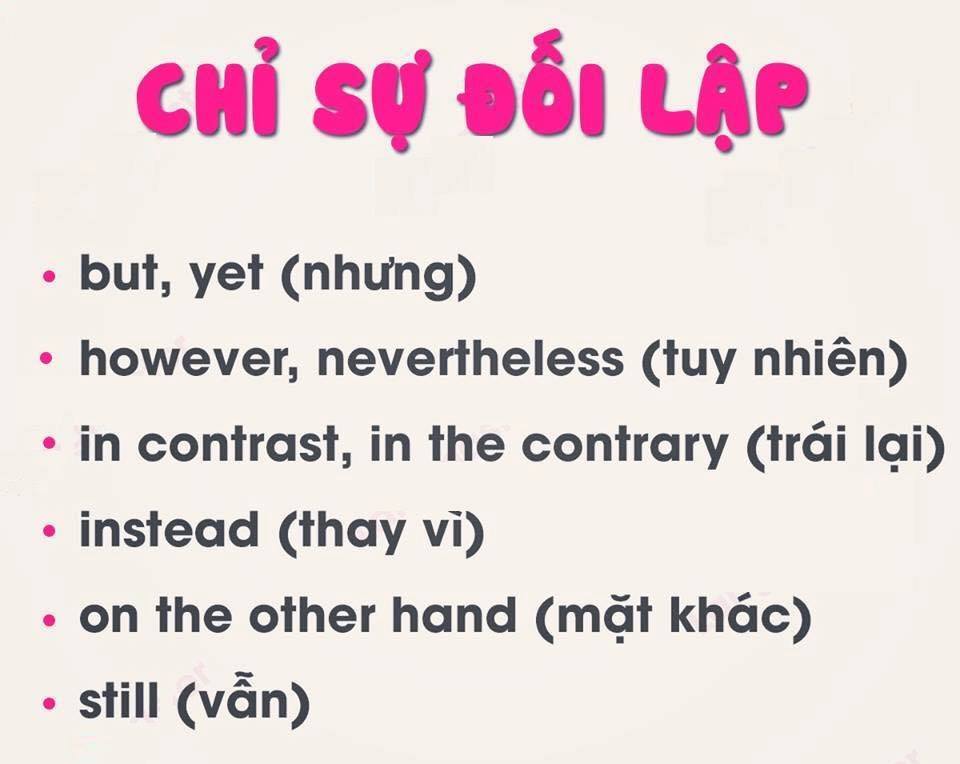 CHỈ SỰ ĐỐI LẬP
• but, yet (nhưng)
• however, nevertheless (tuy nhiên)
• in contrast, in the contrary (trái lại)
• instead (thay vì)
• on the other hand (mặt khác)
• still (vẫn)